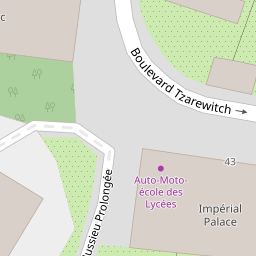 Boulevard Tzarewitch
43
Auto-Moto-
école des
Lycées
Impérial
Palace
ussieu Prolongée
c